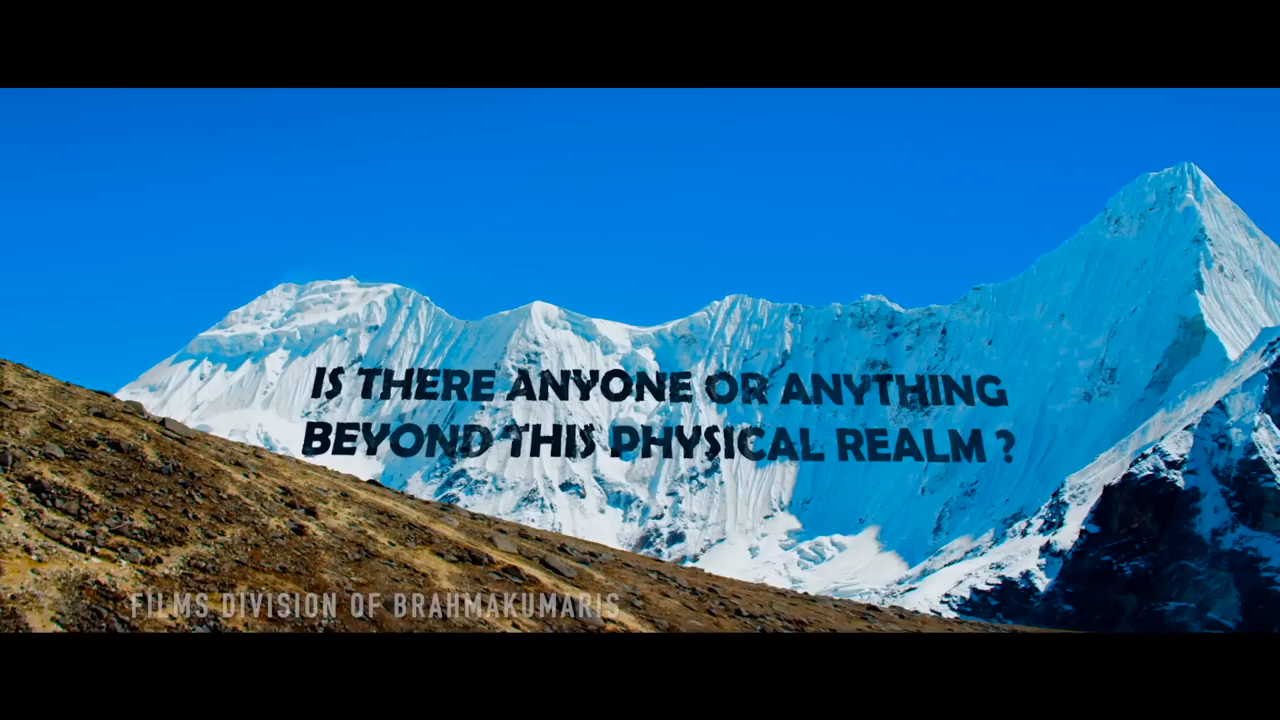 IS THERE ANYONE OR ANYTHING
BEYOND THIS PHYSICAL REALM ?
FILMS DIVISION OF BRAHMAKUMARIS